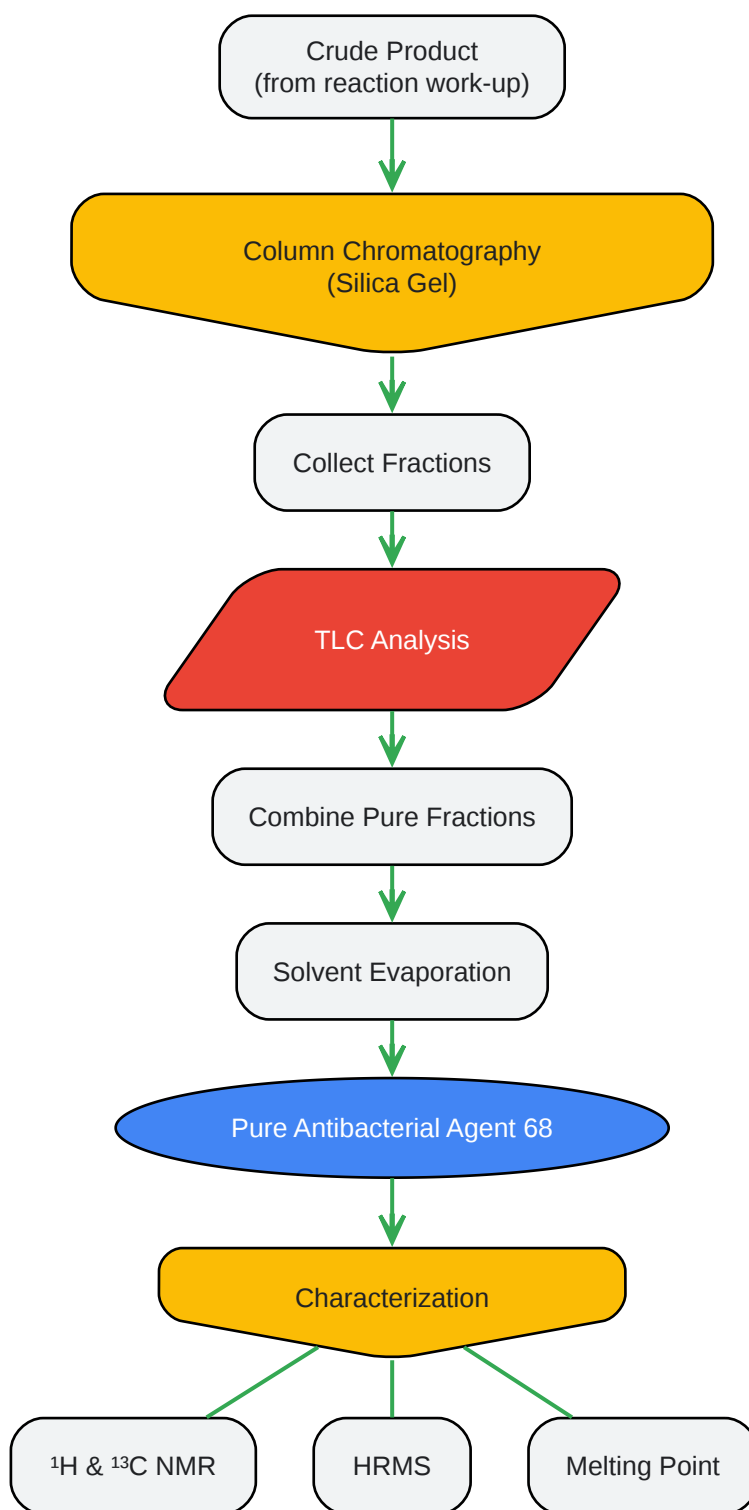 Crude Product
(from reaction work-up)
Column Chromatography
(Silica Gel)
Collect Fractions
TLC Analysis
Combine Pure Fractions
Solvent Evaporation
Pure Antibacterial Agent 68
Characterization
¹H & ¹³C NMR
HRMS
Melting Point